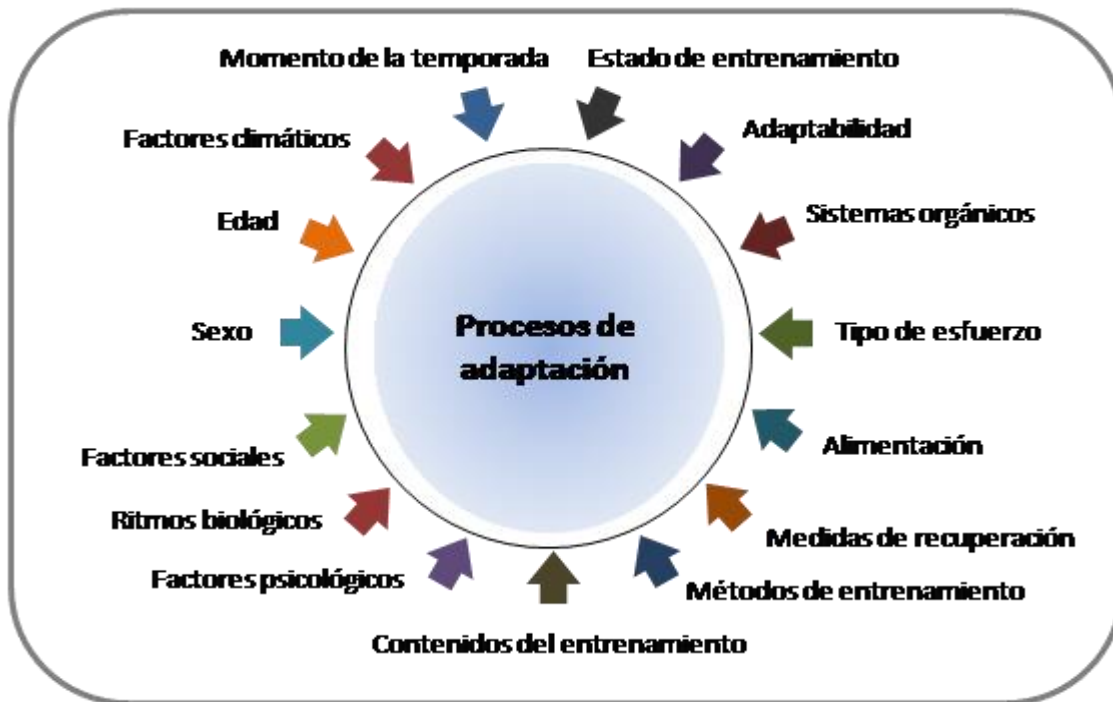 Momento de la temporada
Estado de entrenamiento
Factores climáticos
Adaptabilidad
Edad
Sistemas orgánicos
Sexo
Procesos de
adaptación
Tipo de esfuerzo
Factores sociales
Alimentación
Ritmos biológicos
Medidas de recuperación
Factores psicológicos
Métodos de entrenamiento
Contenidos del entrenamiento